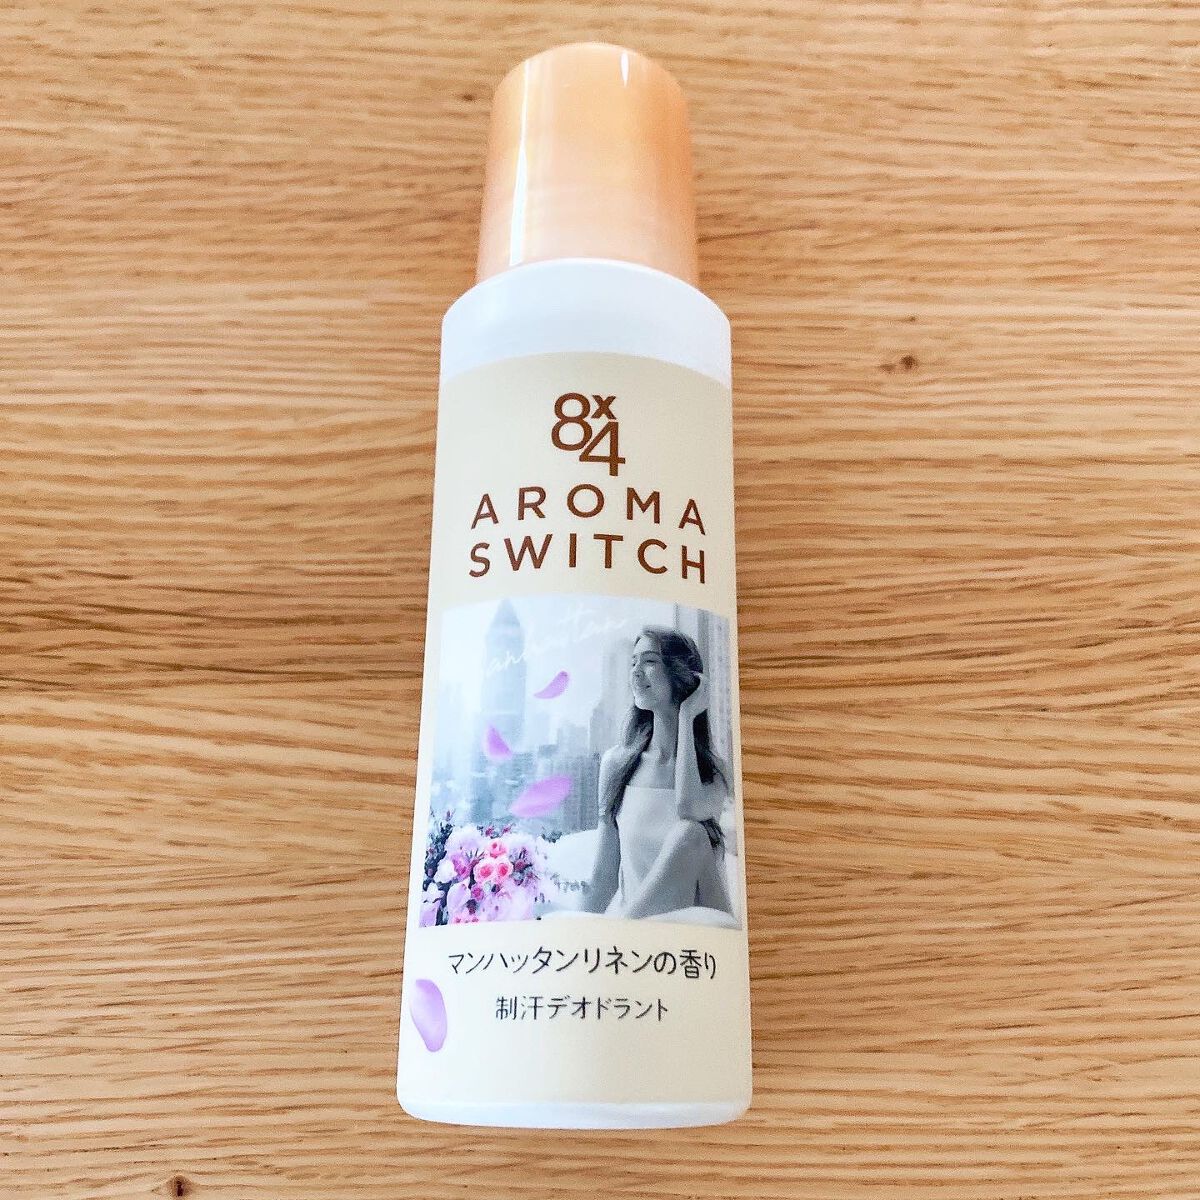 8x4
AROMA
SWITCH
Manhattan
マンハッタンリネンの香り
制汗デオドラント